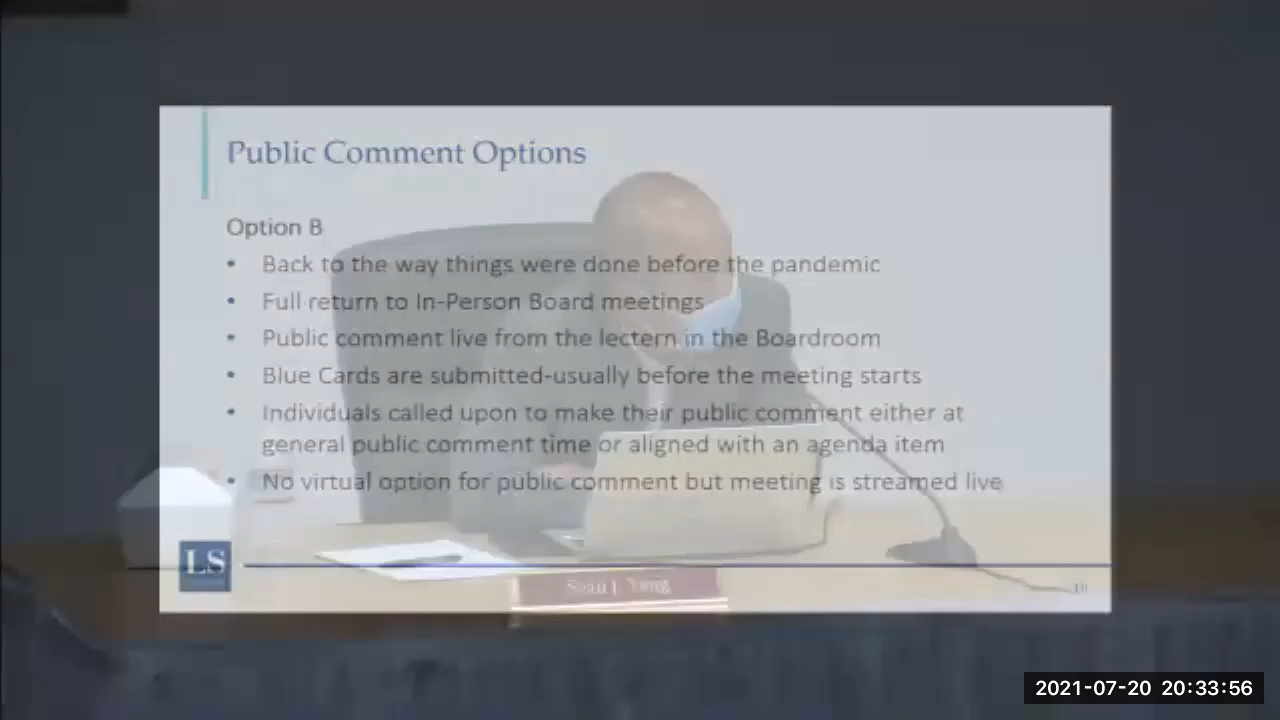 Public Comment Options
Option B
• Back to the way things were done before the pandemic
• Full return to In-Person Board meetings
• Public comment live from the lectern in the Boardroom
• Blue Cards are submitted-usually before the meeting starts
• Individuals called upon to make their public comment either at
general public comment time or aligned with an agenda item
• No virtual option for public comment but meeting is streamed live
LS
2021-07-20 20:33:56